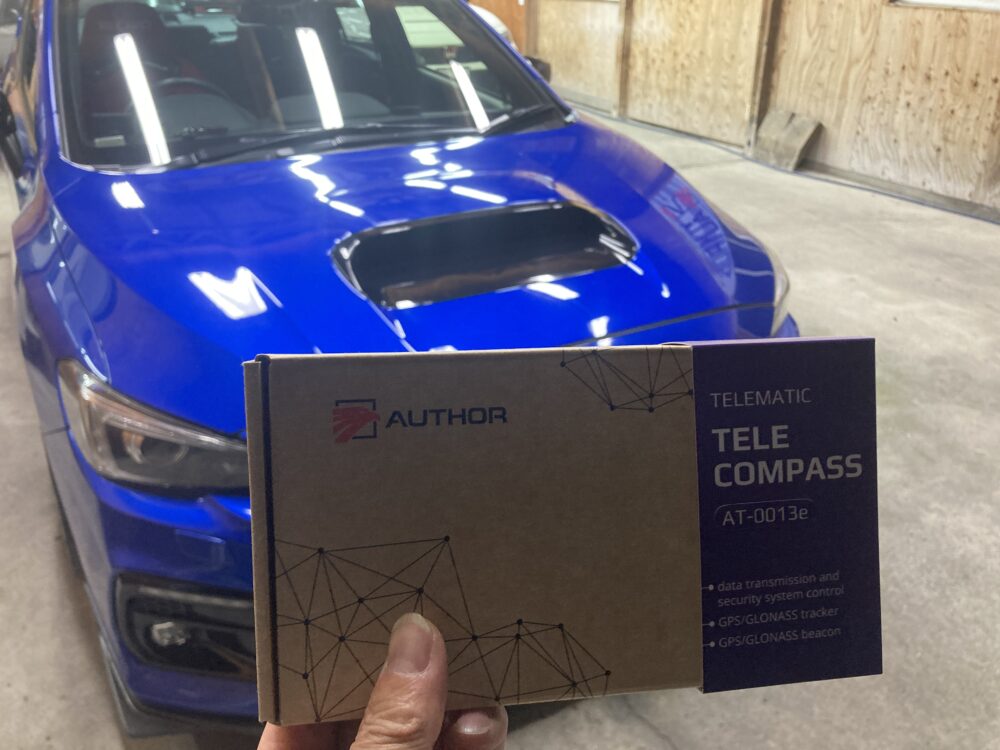 AUTHOR
TELEMATIC
TELE
COMPASS
AT-0013e
data transmission and
security system control
GPS/GLONASS tracker
GPS/GLONASS beacon